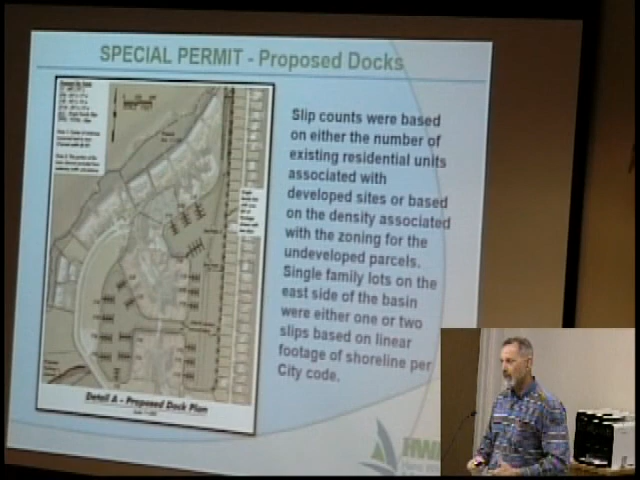 SPECIAL PERMIT - Proposed Docks
Slip counts were based
on either the number of
existing residential units
associated with
developed sites or based
on the density associated
with the zoning for the
undeveloped parcels.
Single family lots on the
east side of the basin
were either one or two
slips based on linear
footage of shoreline per
City code.
Detail A - Proposed Dock Plan